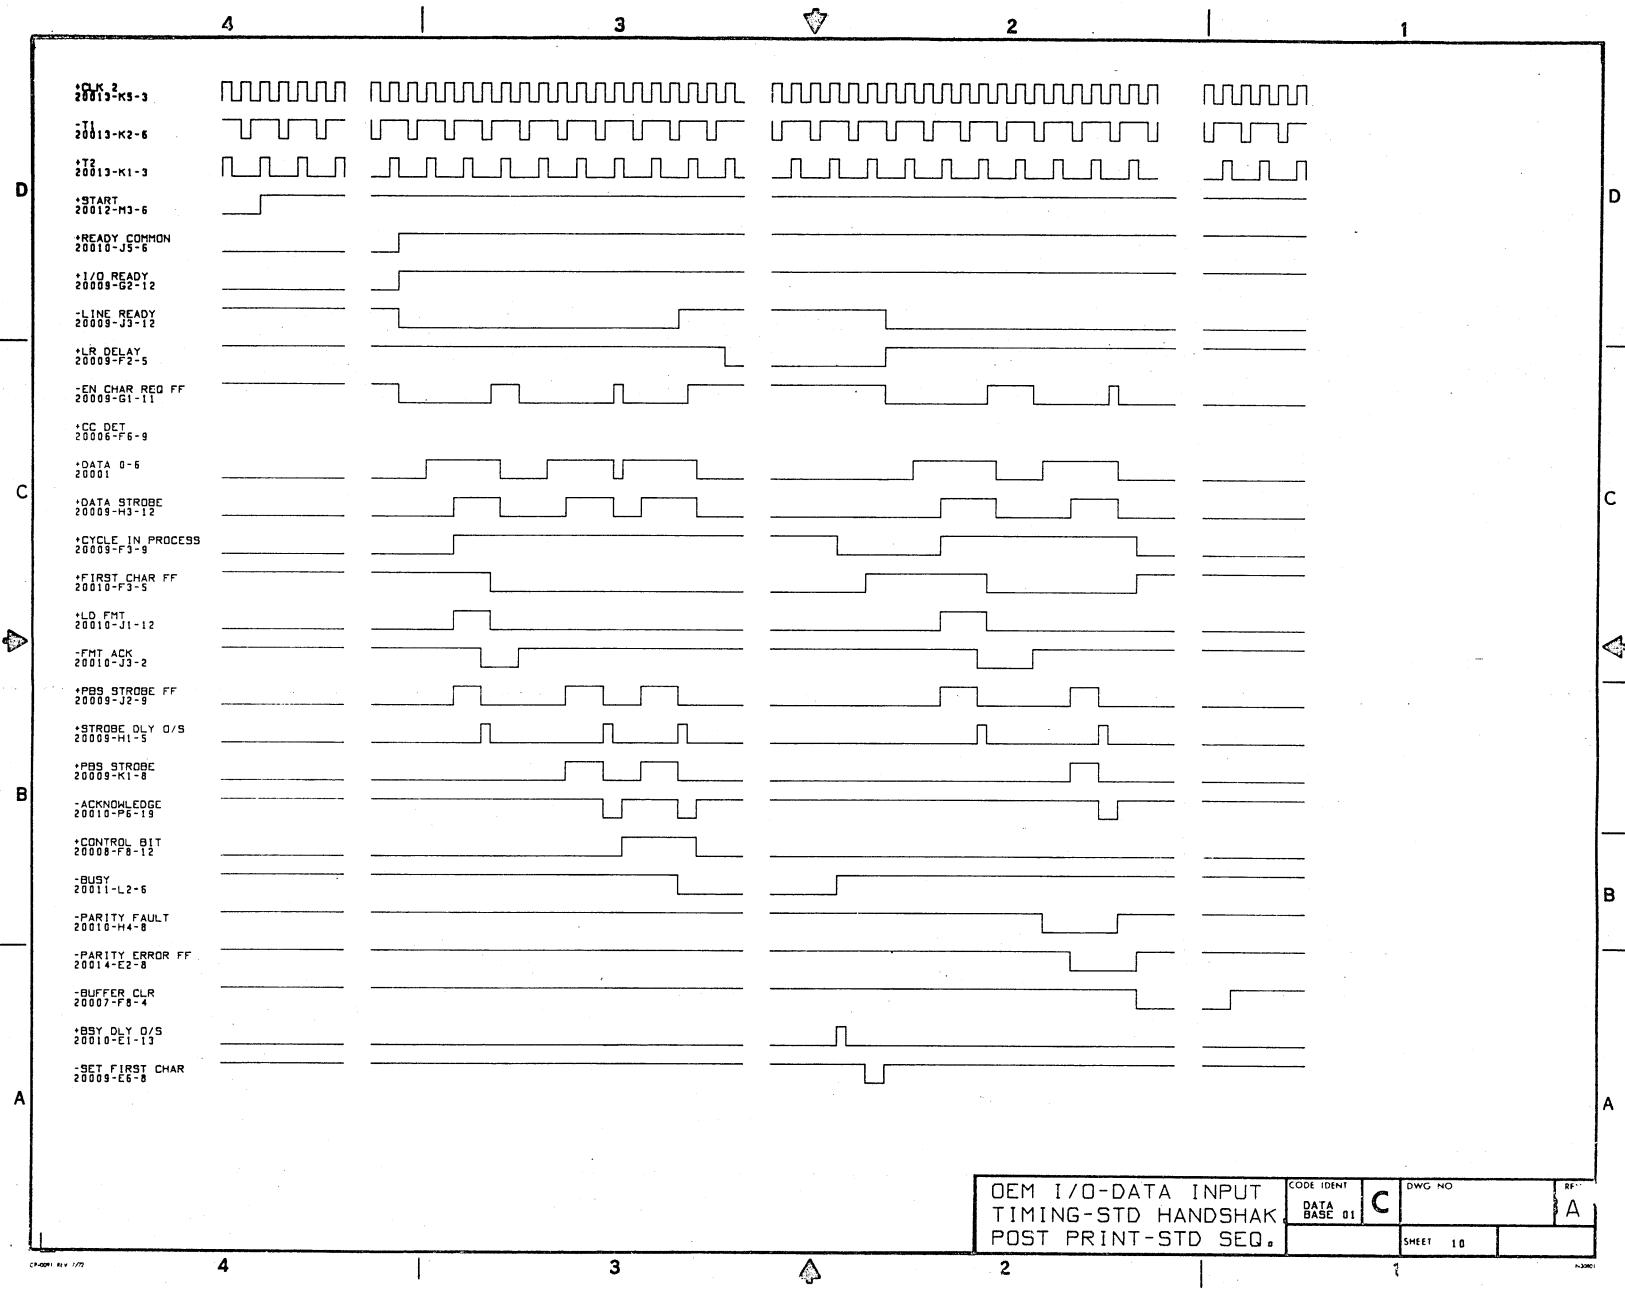 4 3 2 1
+CLK 2
20013-K5-3
-T1
20013-K2-6
+T2
20013-K1-3
D D
+START
20012-M3-6
+READY COMMON
20010-J5-6
+I/O READY
20009-G2-12
-LINE READY
20009-J3-12
+LR DELAY
20009-F2-5
-EN CHAR REQ FF
20009-G1-11
+CC DET
20006-F6-9
+DATA 0-6
20001
C C
+DATA STROBE
20009-H3-12
+CYCLE IN PROCESS
20009-F3-9
+FIRST CHAR FF
20010-F3-5
+LD FMT
20010-J1-12
-FMT ACK
20010-J3-2
+PBS STROBE FF
20009-J2-9
+STROBE DLY O/S
20009-H1-5
+PBS STROBE
20009-K1-8
B
-ACKNOWLEDGE
20010-P6-19
+CONTROL BIT
20008-F8-12
-BUSY
20011-L2-6
B
-PARITY FAULT
20010-H4-8
-PARITY ERROR FF
20014-E2-8
-BUFFER CLR
20007-F8-4
+BSY DLY O/S
20010-E1-13
-SET FIRST CHAR
20009-E6-8
A A
OEM I/O-DATA INPUT
TIMING-STD HANDSHAK
POST PRINT-STD SEQ.
CODE IDENT
DATA
BASE 01
C
DWG NO
A
SHEET 10
CP-0091 REV 7/72
4 3 2 1